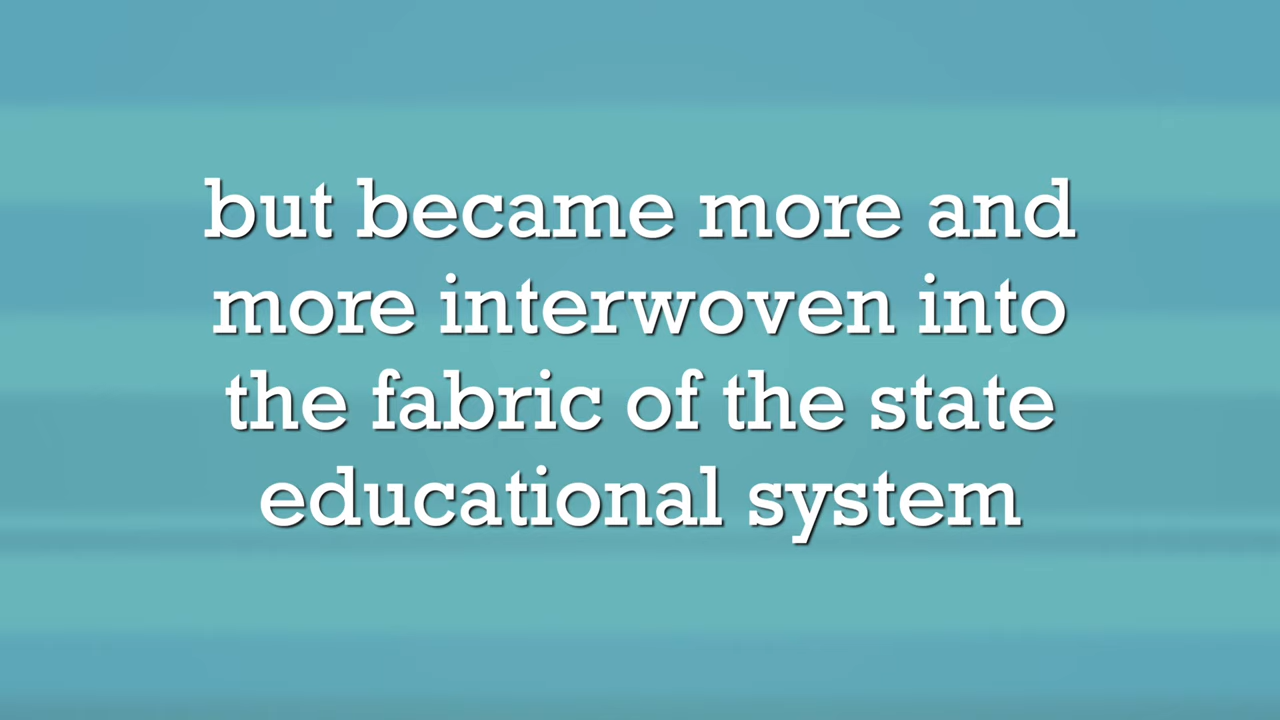 but became more and
more interwoven into
the fabric of the state
educational system